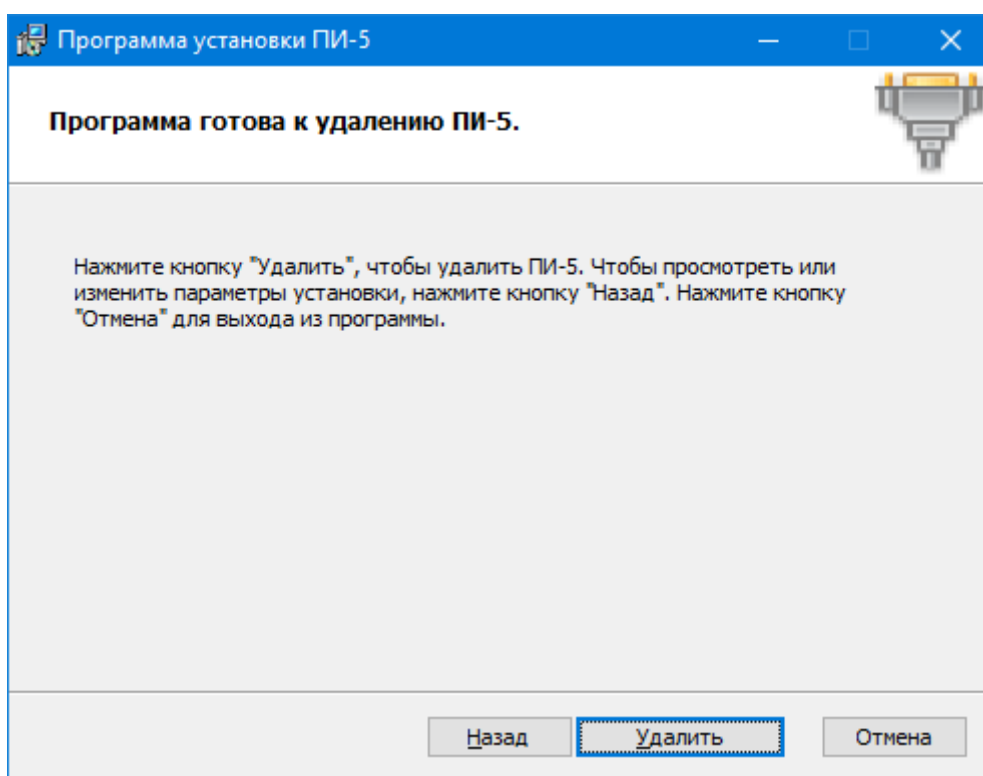 Программа установки ПИ-5
Программа готова к удалению ПИ-5.
Нажмите кнопку "Удалить", чтобы удалить ПИ-5. Чтобы просмотреть или
изменить параметры установки, нажмите кнопку "Назад". Нажмите кнопку
"Отмена" для выхода из программы.
Назад Удалить Отмена